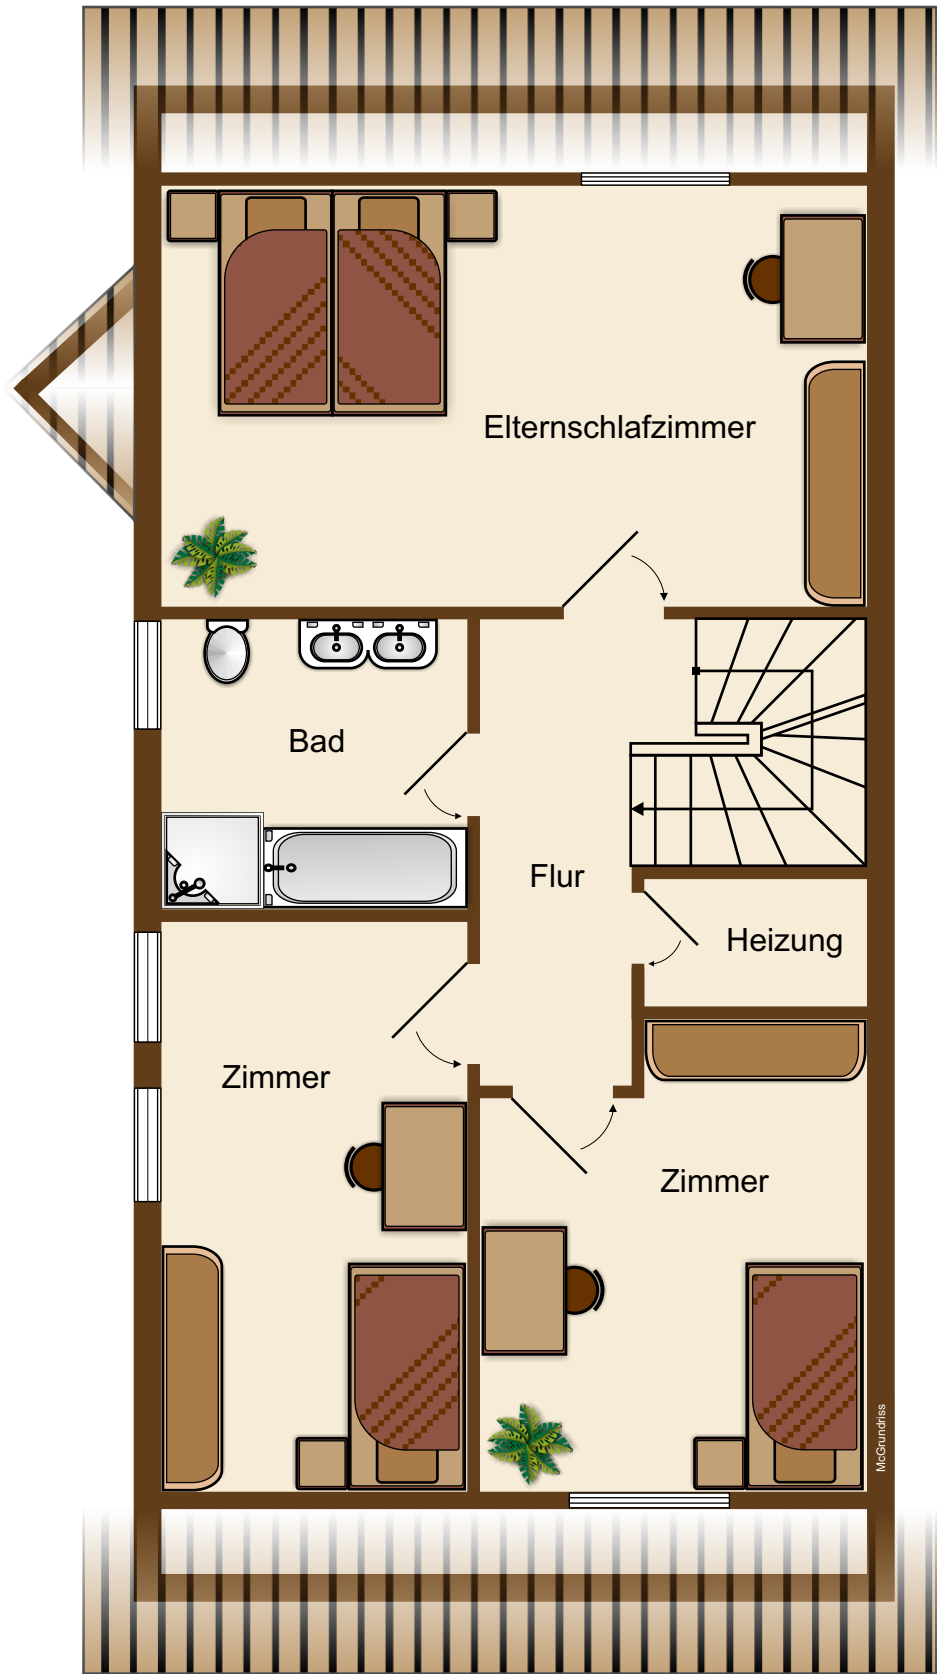 Elternschlafzimmer
Bad
Flur
Heizung
Zimmer
Zimmer
McGrundriss